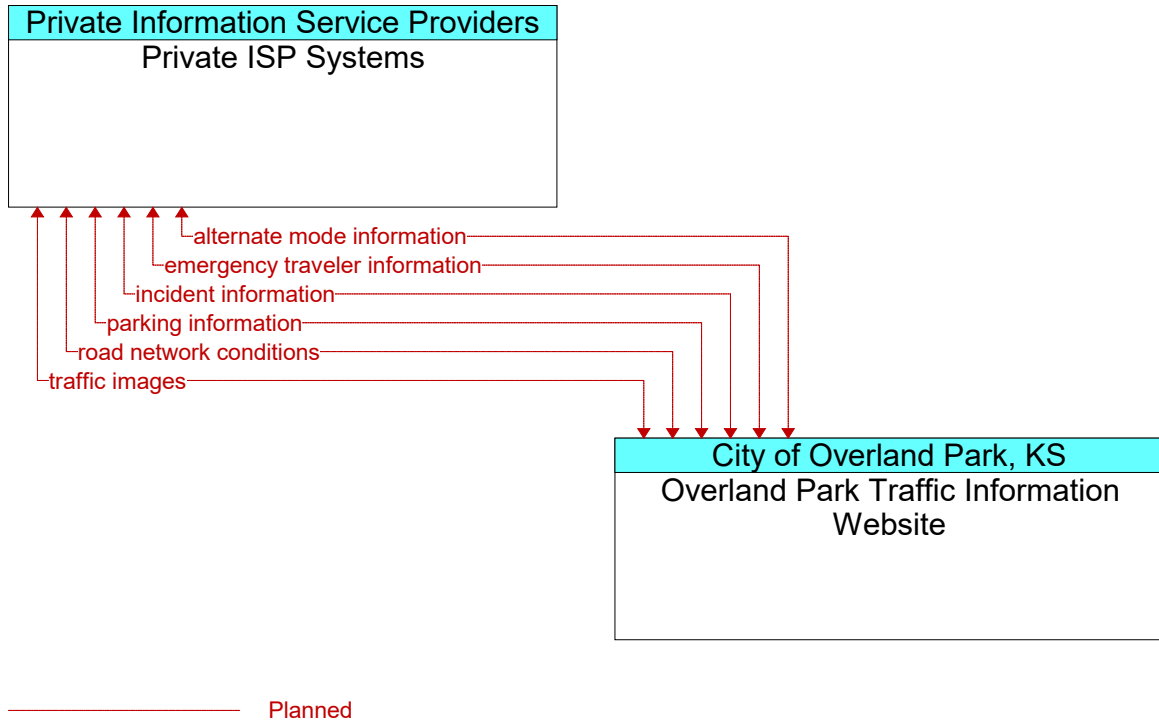 Private Information Service Providers
Private ISP Systems
alternate mode information
emergency traveler information
incident information
parking information
road network conditions
traffic images
City of Overland Park, KS
Overland Park Traffic Information
Website
Planned